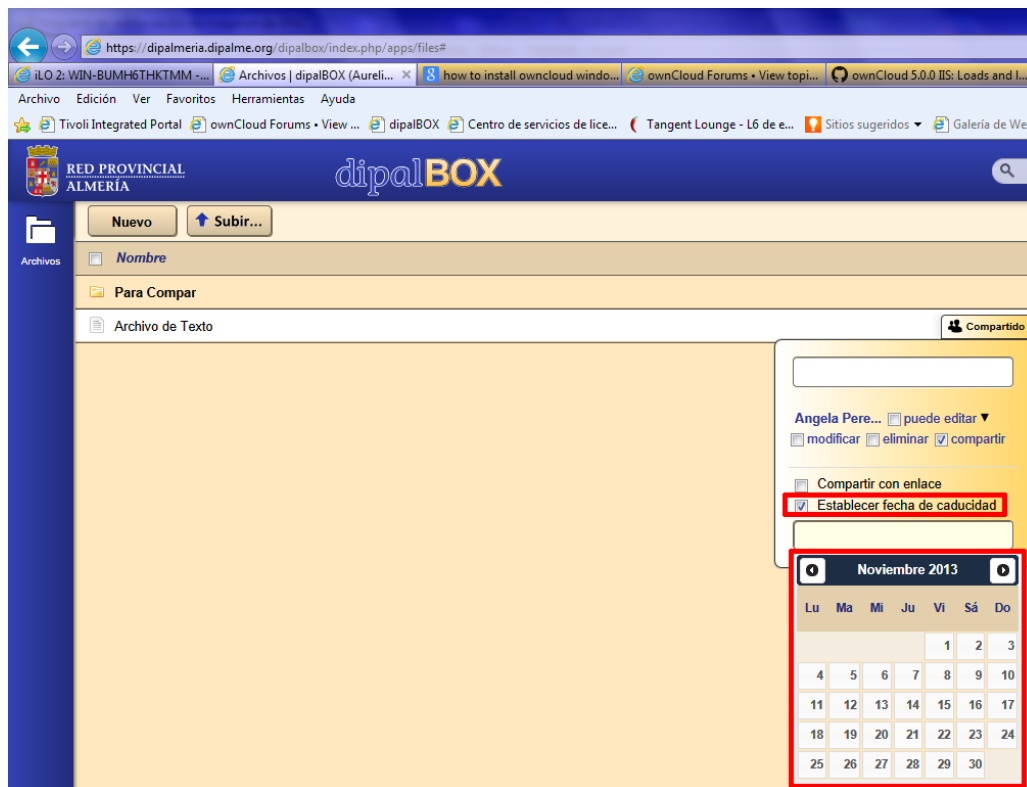 https://dipalmeria.dipalme.org/dipalbox/index.php/apps/files#
iLO 2: WIN-BUMH6THKTMM -... Archivos | dipalBOX (Aureli... × how to install owncloud windo... ownCloud Forums • View topi... ownCloud 5.0.0 IIS: Loads and l...
Archivo Edición Ver Favoritos Herramientas Ayuda
Tivoli Integrated Portal ownCloud Forums • View ... dipalBOX Centro de servicios de lice... Tangent Lounge - L6 de e... Sitios sugeridos ▼ Galería de We
RED PROVINCIAL
ALMERÍA
dipalBOX
Nuevo Subir...
Archivos
Nombre
Para Compar
Archivo de Texto
Compartido
Angela Pere... puede editar ▼
modificar eliminar compartir
Compartir con enlace
Establecer fecha de caducidad
Noviembre 2013
Lu Ma Mi Ju Vi Sá Do
1 2 3
4 5 6 7 8 9 10
11 12 13 14 15 16 17
18 19 20 21 22 23 24
25 26 27 28 29 30